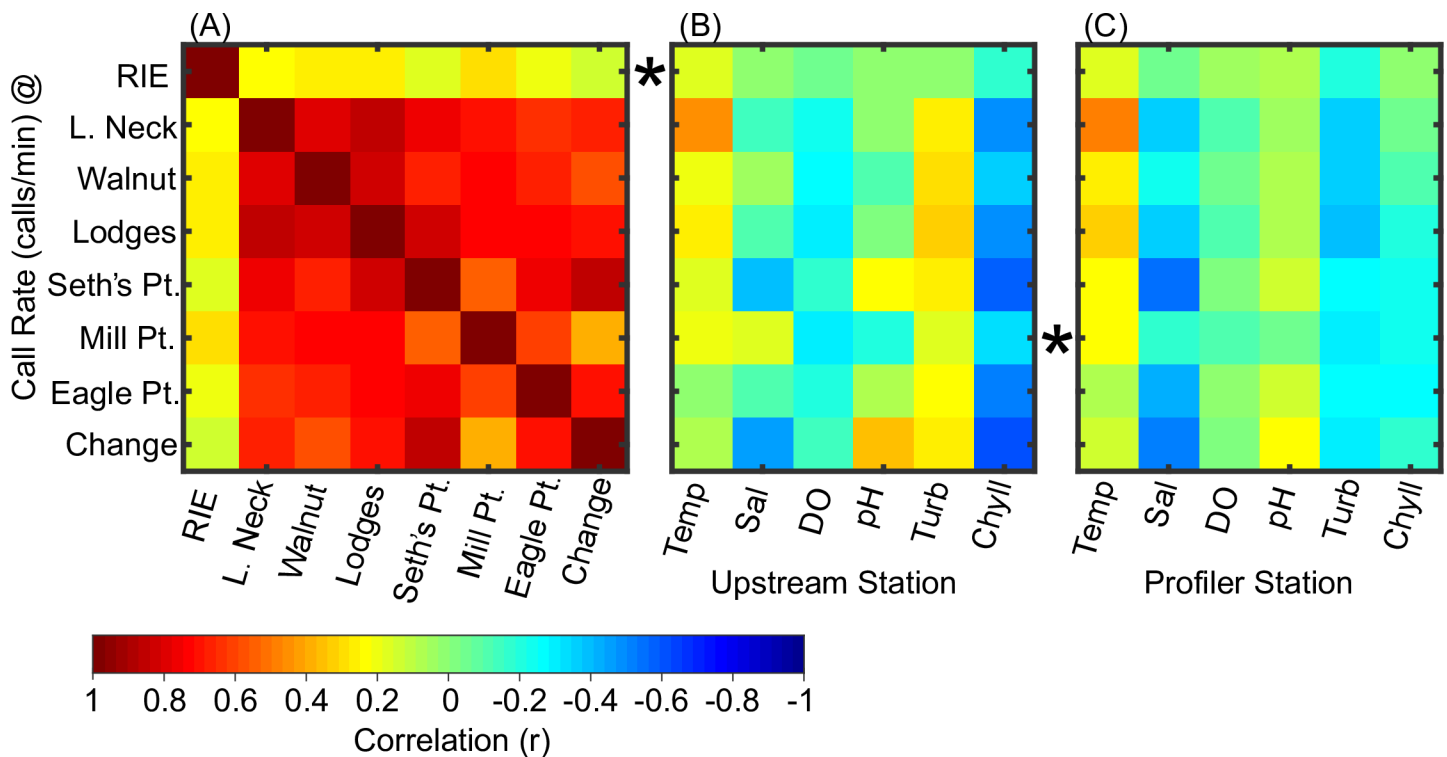 (A)
(B)
(C)
Call Rate (calls/min) @
RIE
*
L. Neck
Walnut
Lodges
Seth's Pt.
Mill Pt.
*
Eagle Pt.
Change
RIE
L. Neck
Walnut
Lodges
Seth's Pt.
Mill Pt.
Eagle Pt.
Change
Temp
Sal
DO
pH
Turb
Chyll
Upstream Station
Temp
Sal
DO
pH
Turb
Chyll
Profiler Station
1 0.8 0.6 0.4 0.2 0 -0.2 -0.4 -0.6 -0.8 -1
Correlation (r)